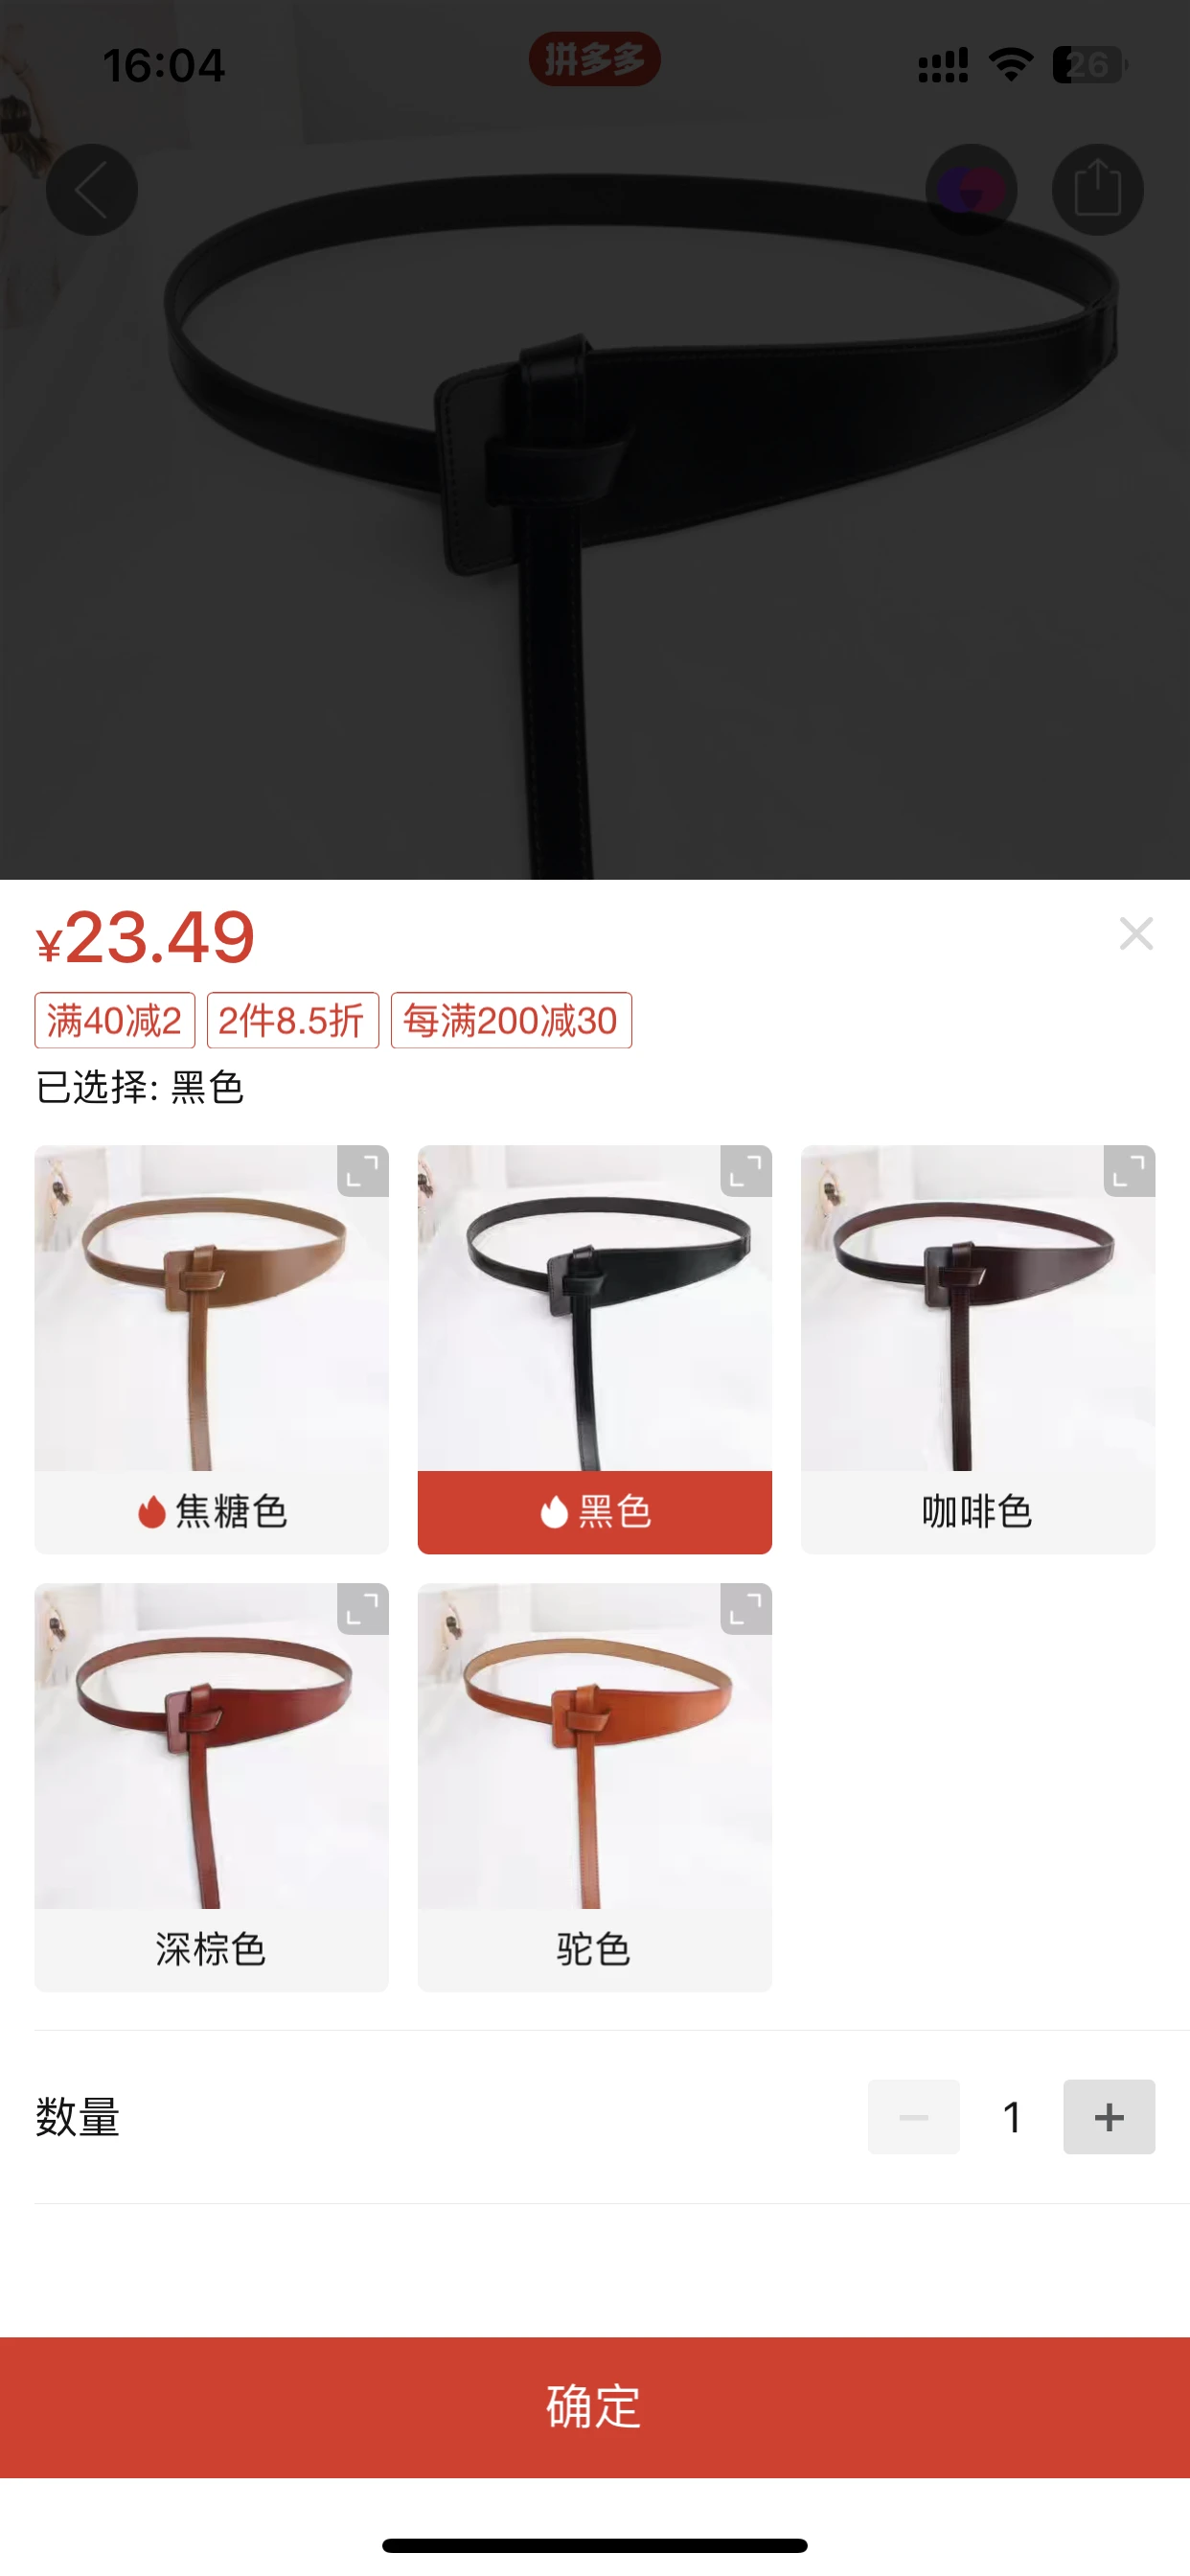 16:04
拼多多
26
¥23.49
满40减2 2件8.5折 每满200减30
已选择: 黑色
焦糖色 黑色 咖啡色
深棕色 驼色
数量 1
确定